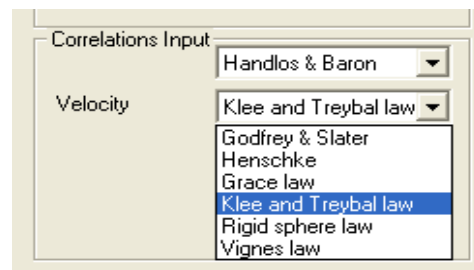 Correlations Input
Handlos & Baron
Velocity Klee and Treybal law
Godfrey & Slater
Henschke
Grace law
Klee and Treybal law
Rigid sphere law
Vignes law